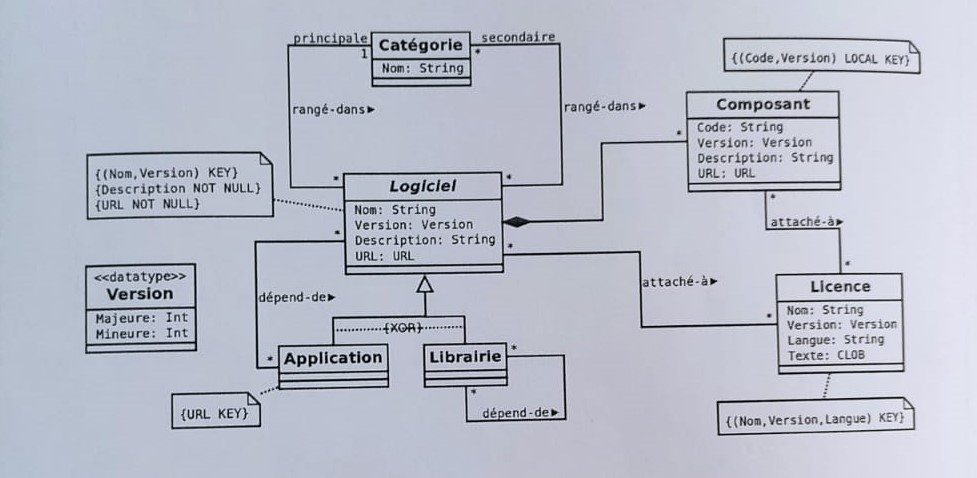 principale
1
Catégorie
Nom: String
secondaire
*
rangé-dans▶
rangé-dans▶
{(Code,Version) LOCAL KEY}
Composant
Code: String
Version: Version
Description: String
URL: URL
*
*
attaché-à▶
*
{(Nom,Version) KEY}
{Description NOT NULL}
{URL NOT NULL}
*
*
Logiciel
Nom: String
Version: Version
Description: String
URL: URL
*
*
attaché-à▶
*
Licence
Nom: String
Version: Version
Langue: String
Texte: CLOB
{(Nom,Version,Langue) KEY}
<<datatype>>
Version
Majeure: Int
Mineure: Int
dépend-de▶
*
{XOR}
Application
{URL KEY}
Librairie
*
*
dépend-de▶